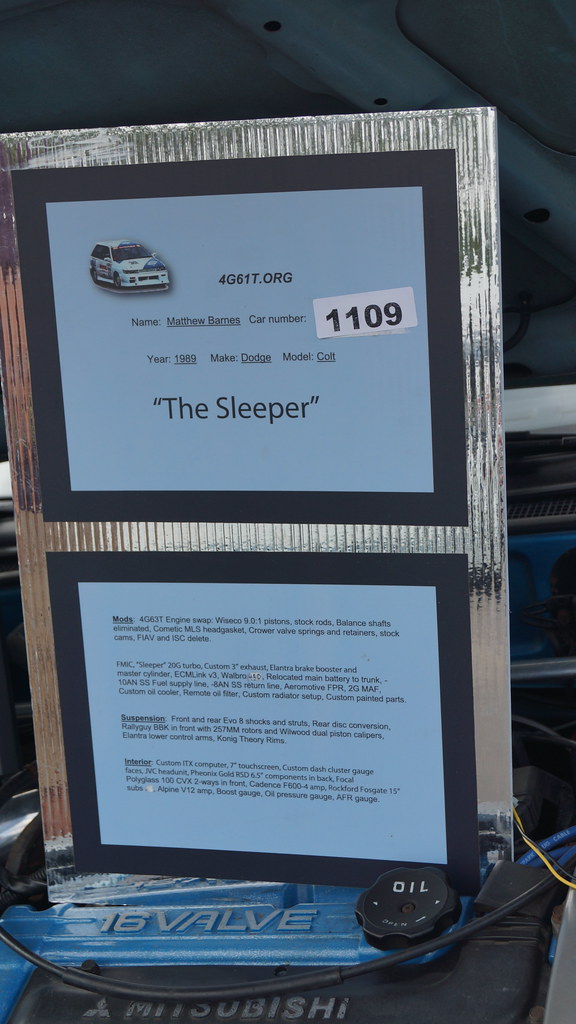 4G61T.ORG
Name: Matthew Barnes Car number: 1109
Year: 1989 Make: Dodge Model: Colt
“The Sleeper”
Mods: 4G63T Engine swap: Wiseco 9.0:1 pistons, stock rods, Balance shafts
eliminated, Cometic MLS headgasket, Crower valve springs and retainers, stock
cams, FIAV and ISC delete.
FMIC, “Sleeper” 20G turbo, Custom 3” exhaust, Elantra brake booster and
master cylinder, ECMLink v3, Walbro Relocated main battery to trunk, -
10AN SS Fuel supply line, -8AN SS return line, Aeromotive FPR, 2G MAF,
Custom oil cooler, Remote oil filter, Custom radiator setup, Custom painted parts.
Suspension: Front and rear Evo 8 shocks and struts, Rear disc conversion,
Rallyguy BBK in front with 257MM rotors and Wilwood dual piston calipers,
Elantra lower control arms, Konig Theory Rims.
Interior: Custom ITX computer, 7” touchscreen, Custom dash cluster gauge
faces, JVC headunit, Pheonix Gold RSD 6.5” components in back, Focal
Polyglass 100 CVX 2-ways in front, Cadence F600-4 amp, Rockford Fosgate 15”
subs , Alpine V12 amp, Boost gauge, Oil pressure gauge, AFR gauge.
OIL
OPEN
16 VALVE
MITSUBISHI